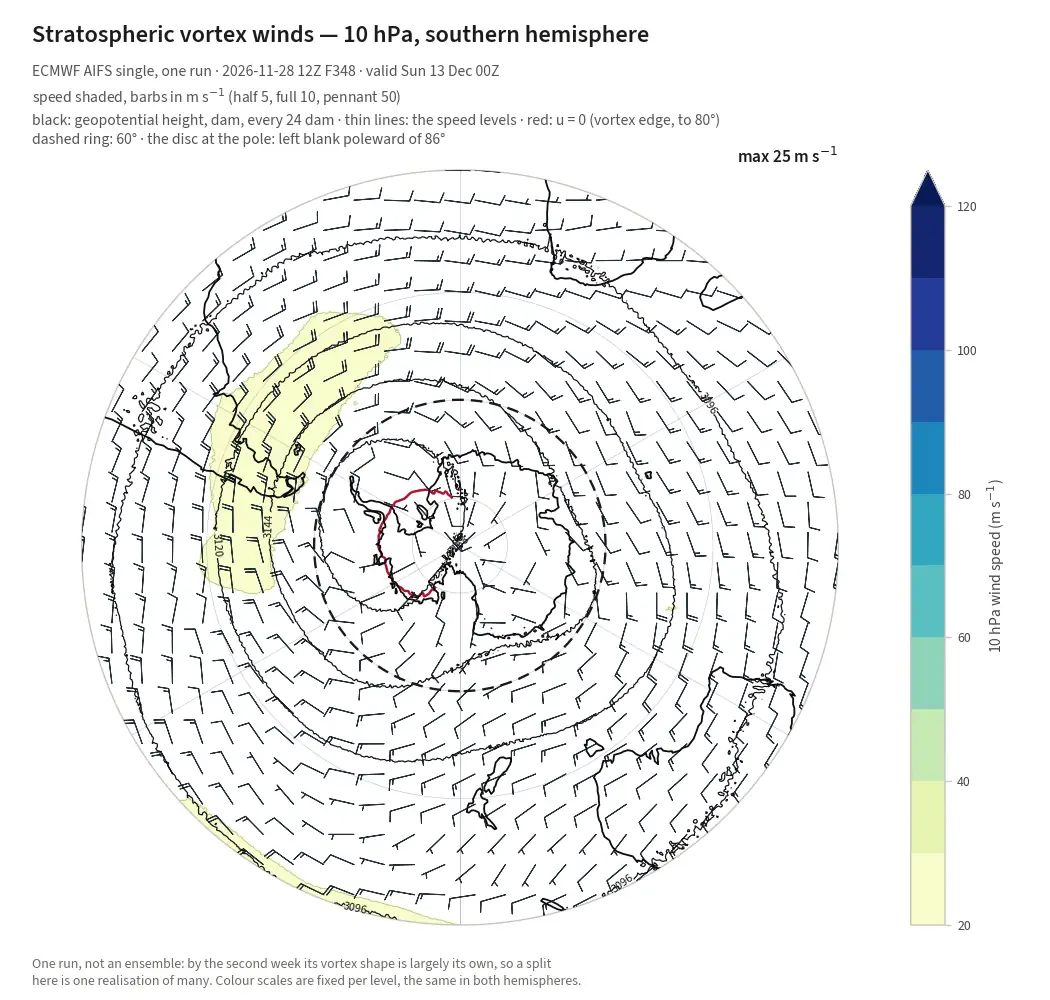 Stratospheric vortex winds — 10 hPa, southern hemisphere
ECMWF AIFS single, one run · 2026-11-28 12Z F348 · valid Sun 13 Dec 00Z
speed shaded, barbs in m s⁻¹ (half 5, full 10, pennant 50)
black: geopotential height, dam, every 24 dam · thin lines: the speed levels · red: u = 0 (vortex edge, to 80°)
dashed ring: 60° · the disc at the pole: left blank poleward of 86°
max 25 m s⁻¹
120
100
80
60
40
20
10 hPa wind speed (m s⁻¹)
3096
3144
3120
3096
3096
One run, not an ensemble: by the second week its vortex shape is largely its own, so a split
here is one realisation of many. Colour scales are fixed per level, the same in both hemispheres.